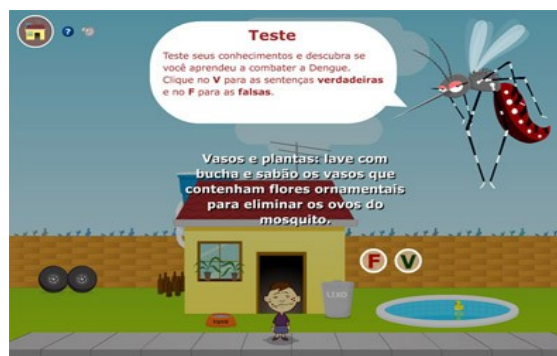 Teste
Teste seus conhecimentos e descubra se
você aprendeu a combater a Dengue.
Clique no V para as sentenças verdadeiras
e no F para as falsas.
Vasos e plantas: lave com
bucha e sabão os vasos que
contenham flores ornamentais
para eliminar os ovos do
mosquito.
F V
LIXO